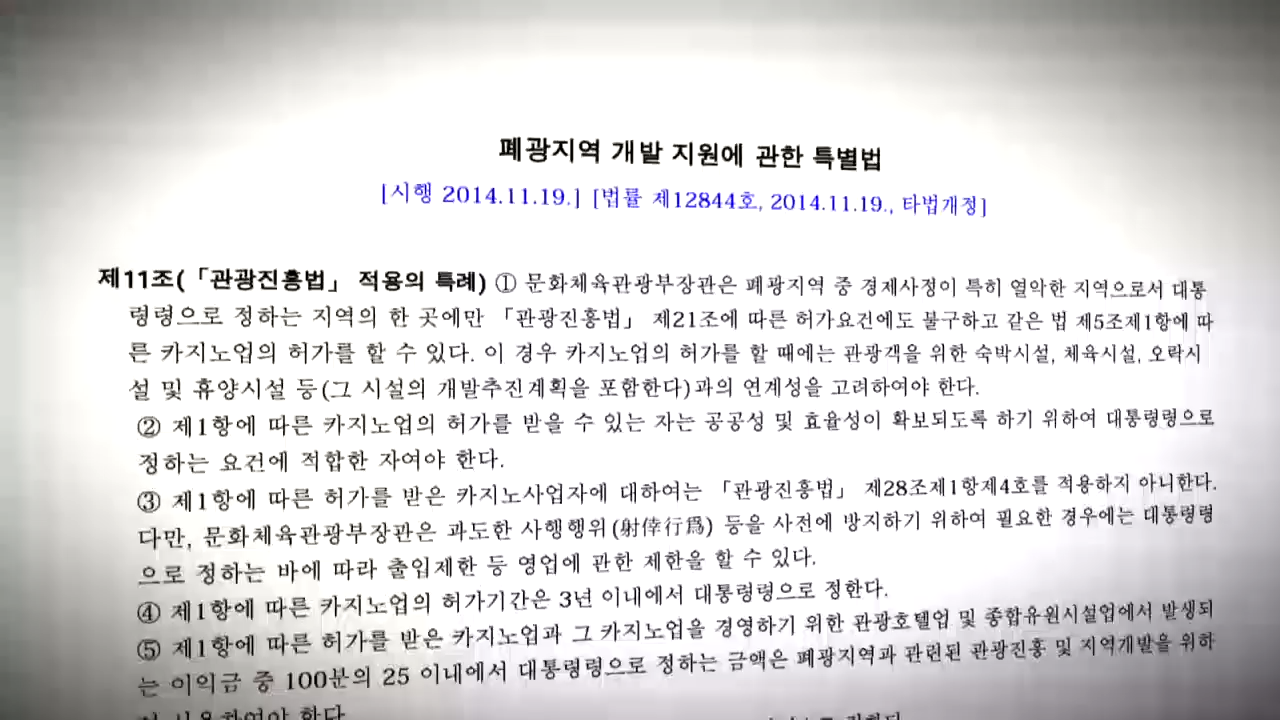 폐광지역 개발 지원에 관한 특별법
[시행 2014.11.19.] [법률 제12844호, 2014.11.19., 타법개정]
제11조(「관광진흥법」 적용의 특례) ① 문화체육관광부장관은 폐광지역 중 경제사정이 특히 열악한 지역으로서 대통
령령으로 정하는 지역의 한 곳에만 「관광진흥법」 제21조에 따른 허가요건에도 불구하고 같은 법 제5조제1항에 따
른 카지노업의 허가를 할 수 있다. 이 경우 카지노업의 허가를 할 때에는 관광객을 위한 숙박시설, 체육시설, 오락시
설 및 휴양시설 등(그 시설의 개발추진계획을 포함한다)과의 연계성을 고려하여야 한다.
② 제1항에 따른 카지노업의 허가를 받을 수 있는 자는 공공성 및 효율성이 확보되도록 하기 위하여 대통령령으로
정하는 요건에 적합한 자여야 한다.
③ 제1항에 따른 허가를 받은 카지노사업자에 대하여는 「관광진흥법」 제28조제1항제4호를 적용하지 아니한다.
다만, 문화체육관광부장관은 과도한 사행행위(射倖行爲) 등을 사전에 방지하기 위하여 필요한 경우에는 대통령령
으로 정하는 바에 따라 출입제한 등 영업에 관한 제한을 할 수 있다.
④ 제1항에 따른 카지노업의 허가기간은 3년 이내에서 대통령령으로 정한다.
⑤ 제1항에 따른 허가를 받은 카지노업과 그 카지노업을 경영하기 위한 관광호텔업 및 종합유원시설업에서 발생되
는 이익금 중 100분의 25 이내에서 대통령령으로 정하는 금액은 폐광지역과 관련된 관광진흥 및 지역개발을 위하
한다